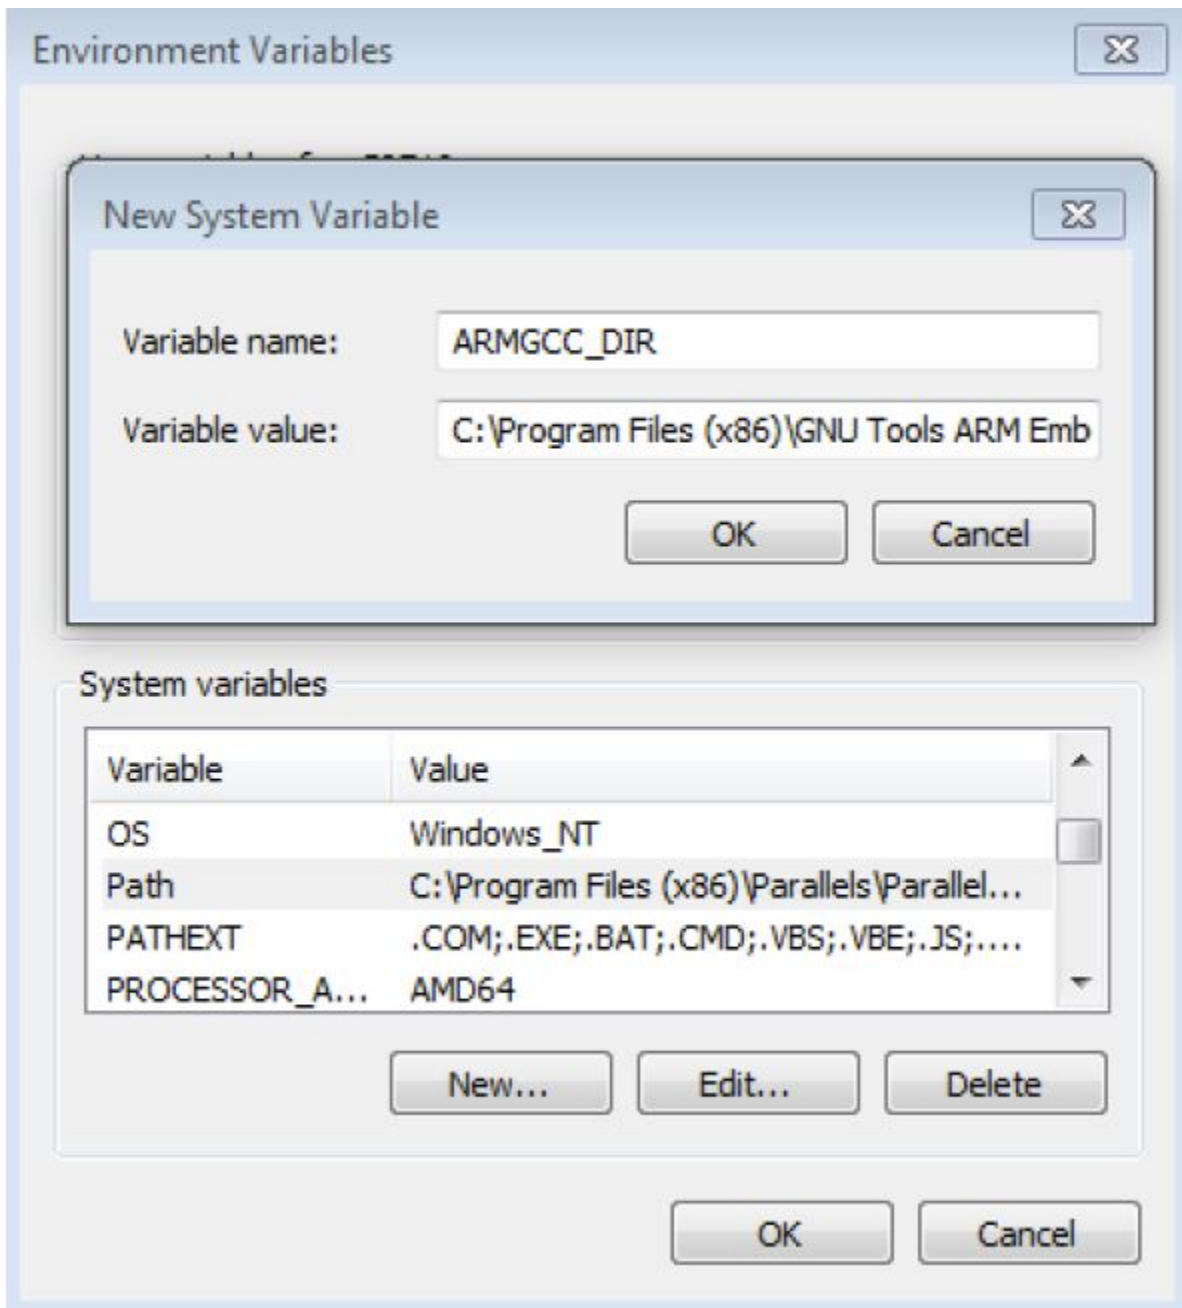 Environment Variables
New System Variable
Variable name: ARMGCC_DIR
Variable value: C:\Program Files (x86)\GNU Tools ARM Emb
OK Cancel
System variables
Variable Value
OS Windows_NT
Path C:\Program Files (x86)\Parallels\Parallel...
PATHEXT .COM;.EXE;.BAT;.CMD;.VBS;.VBE;.JS;....
PROCESSOR_A... AMD64
New... Edit... Delete
OK Cancel